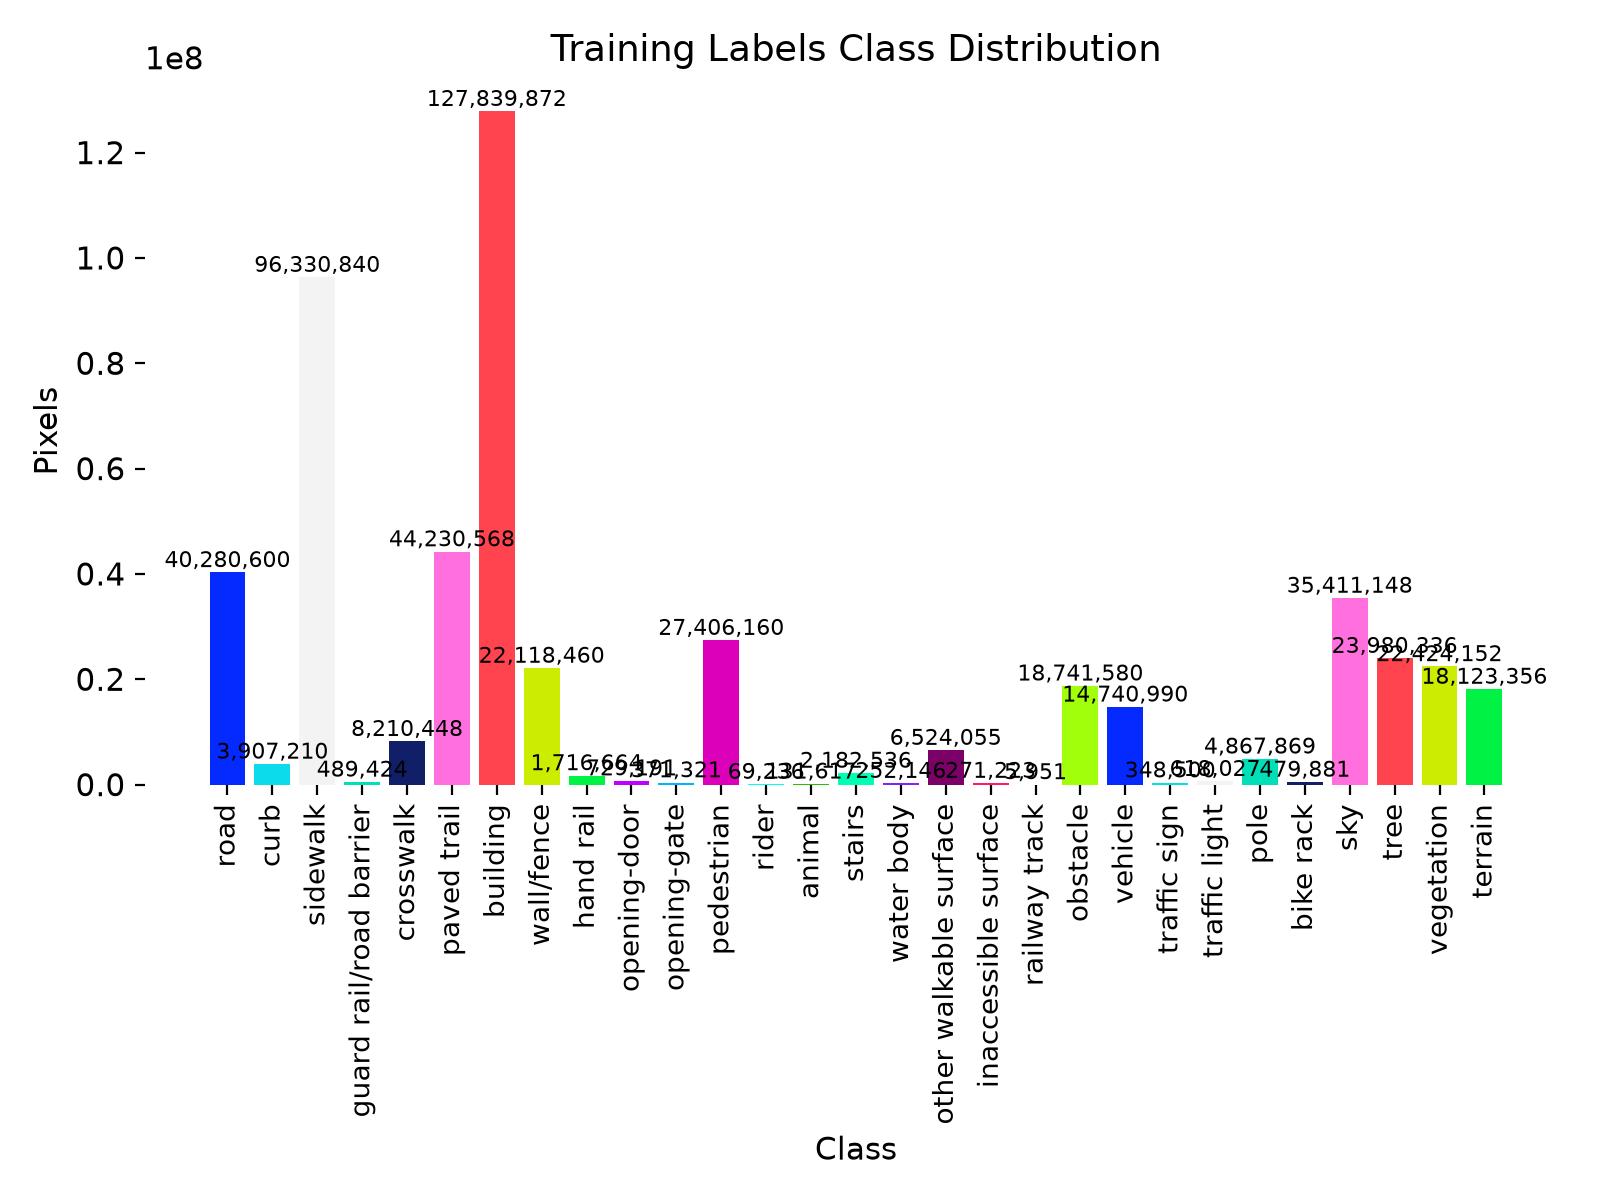 Training Labels Class Distribution
1e8
Pixels
1.2
1.0
0.8
0.6
0.4
0.2
0.0
40,280,600
3,907,210
96,330,840
489,424
8,210,448
44,230,568
127,839,872
22,118,460
1,716,664
27,406,160
2,182,536
6,524,055
18,741,580
14,740,990
4,867,869
35,411,148
23,980,336
22,424,152
18,123,356
road
curb
sidewalk
guard rail/road barrier
crosswalk
paved trail
building
wall/fence
hand rail
opening-door
opening-gate
pedestrian
rider
animal
stairs
water body
other walkable surface
inaccessible surface
railway track
obstacle
vehicle
traffic sign
traffic light
pole
bike rack
sky
tree
vegetation
terrain
Class